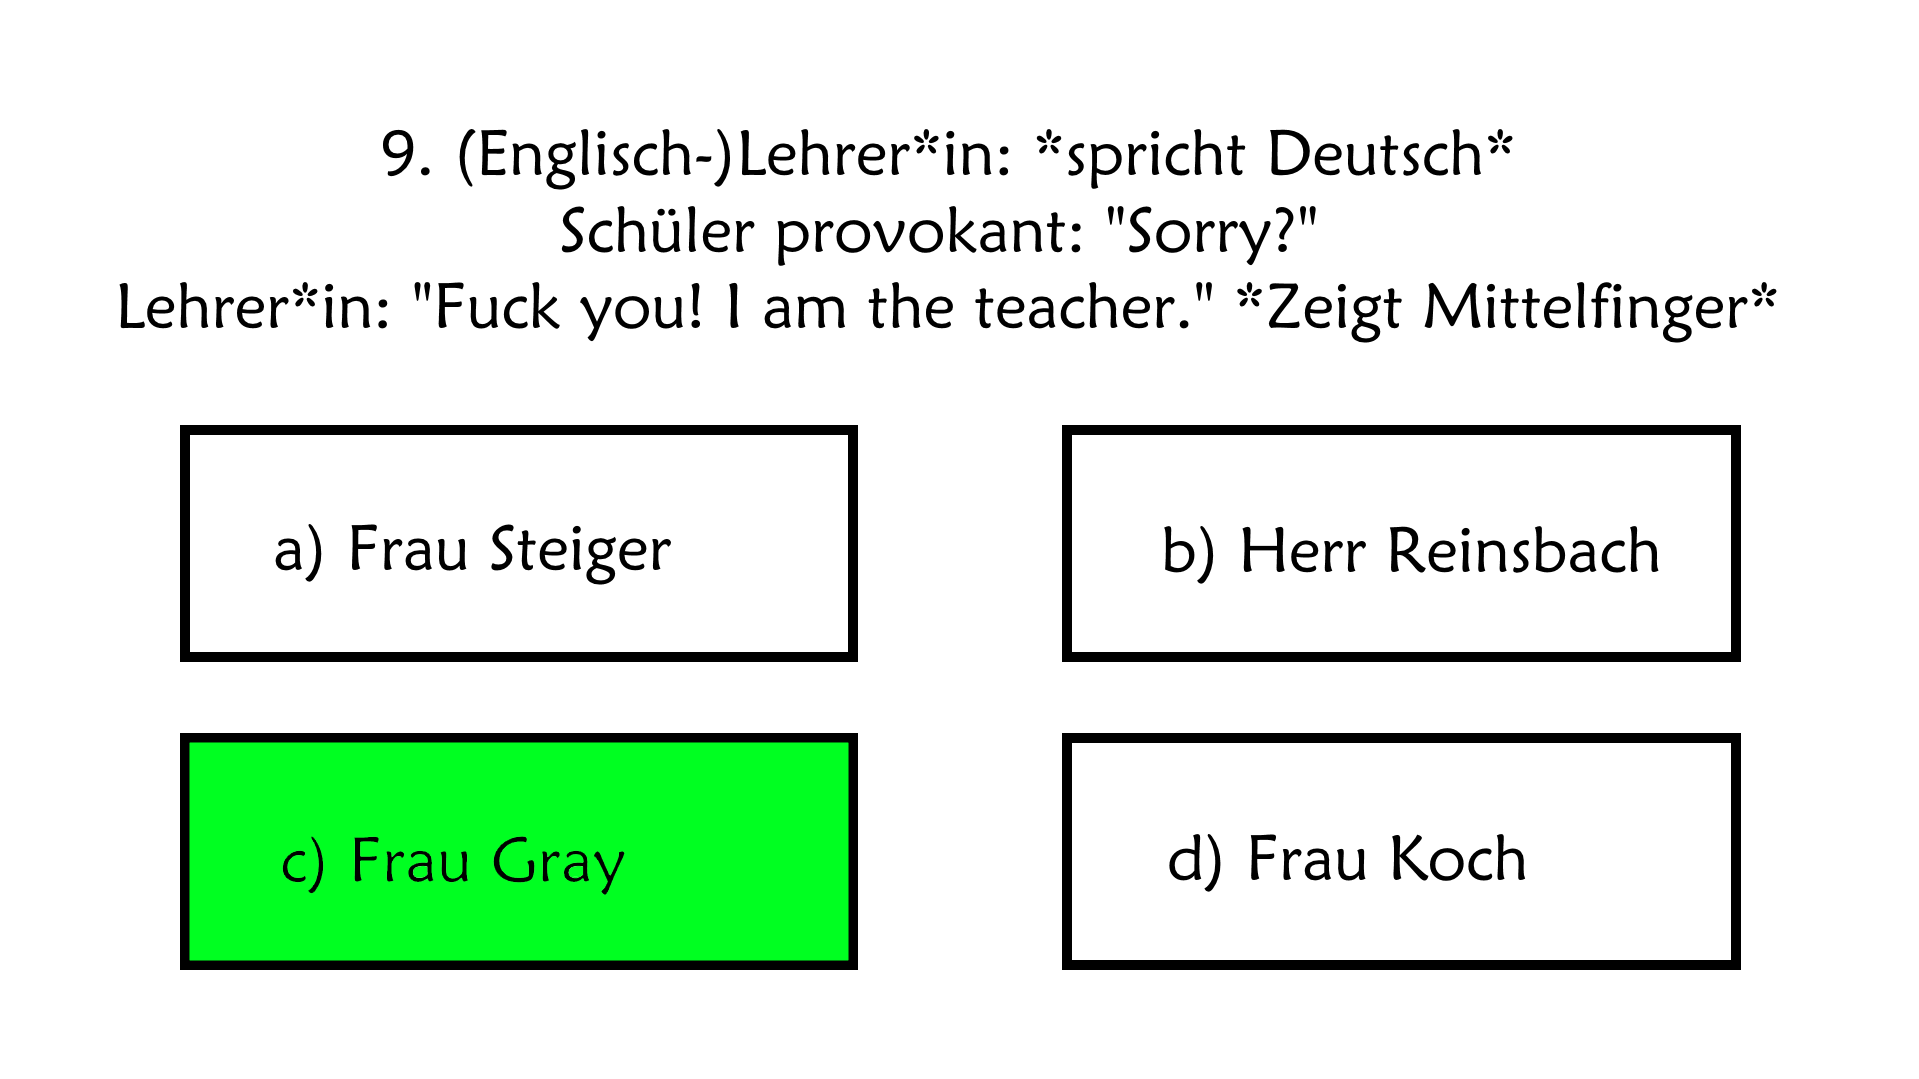 9. (Englisch-)Lehrer*in: *spricht Deutsch*
Schüler provokant: "Sorry?"
Lehrer*in: "Fuck you! I am the teacher." *Zeigt Mittelfinger*
a) Frau Steiger
b) Herr Reinsbach
c) Frau Gray
d) Frau Koch